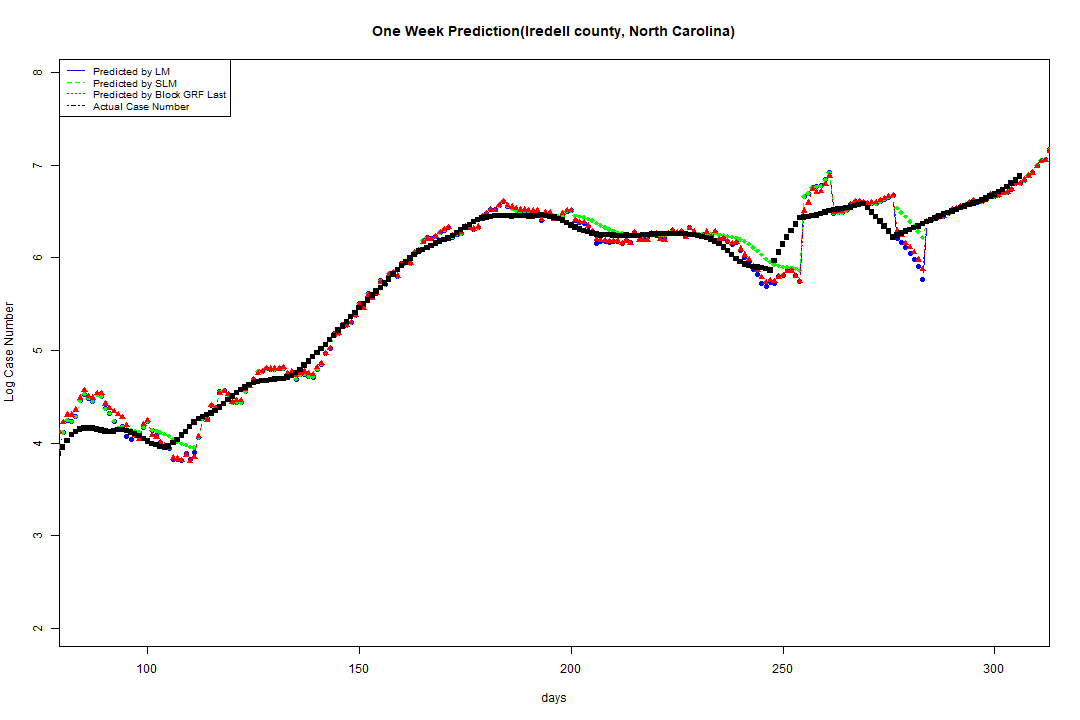 One Week Prediction(Iredell county, North Carolina)
Predicted by LM
Predicted by SLM
Predicted by Block GRF Last
Actual Case Number
8
7
6
5
4
3
2
Log Case Number
100 150 200 250 300
days